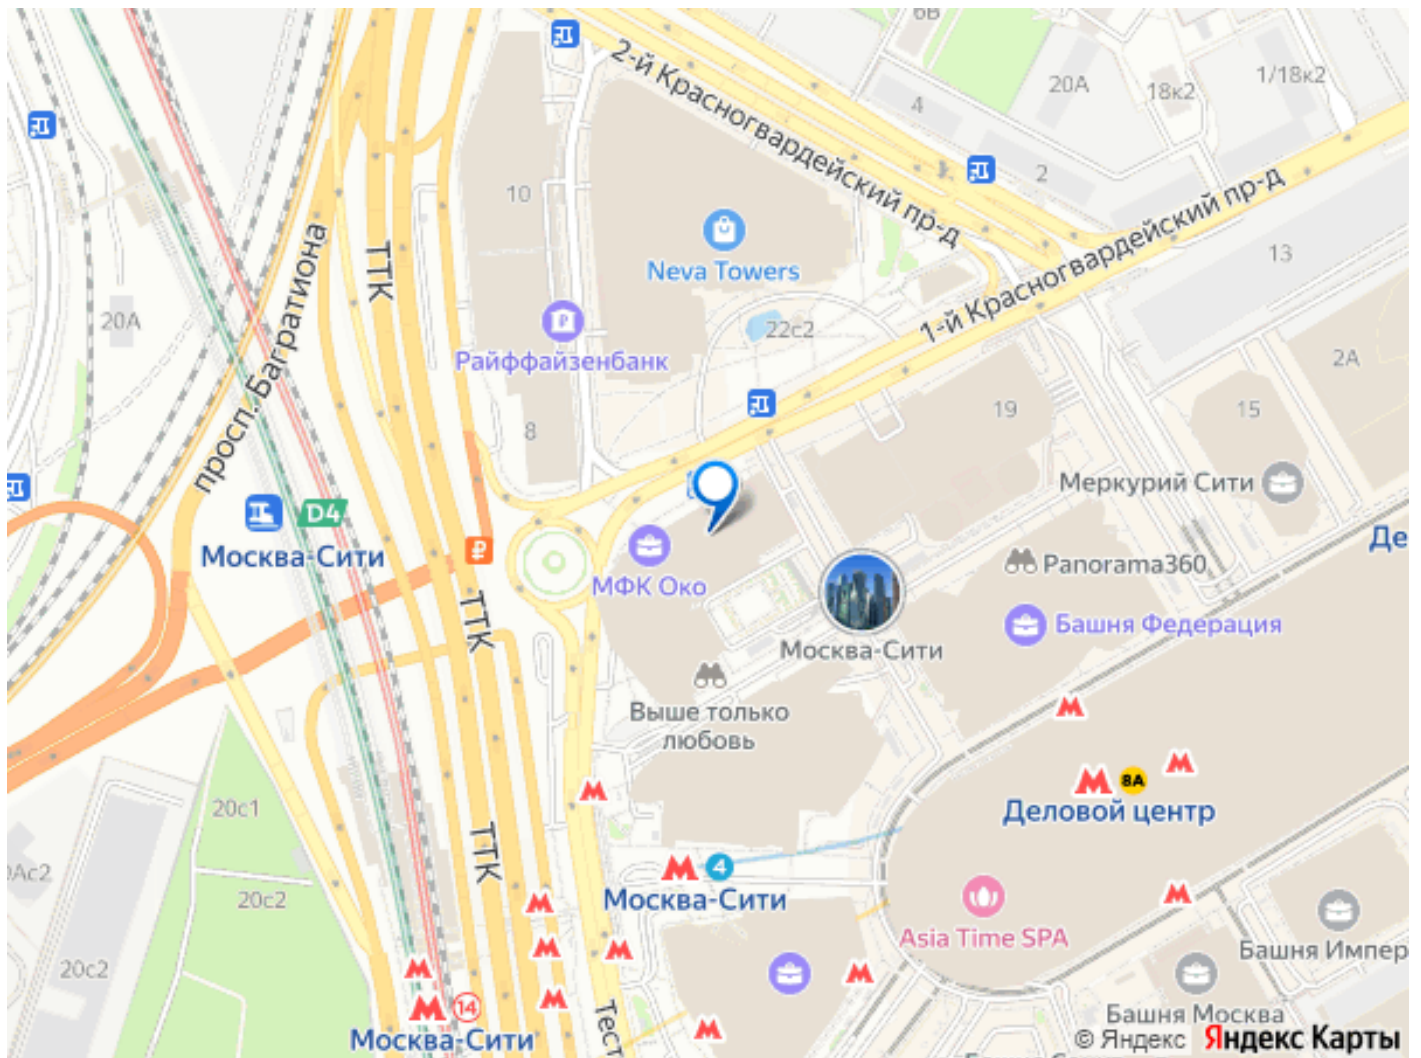 6В
1/18к2
20А
18к2
4
2-й Красногвардейский пр-д
2
10
1-й Красногвардейский пр-д
13
ТТК
просп. Багратиона
Neva Towers
20А
22с2
Райффайзенбанк
2А
19
15
8
Меркурий Сити
D4
Москва-Сити
₽
МФК Око
Panorama360
Де
ТТК
Башня Федерация
Москва-Сити
Выше только
любовь
8А
Деловой центр
20с1
ТТК
4
Москва-Сити
20с2
Asia Time SPA
Башня Импер
20с2
14
Москва-Сити
Тест
Башня Москва
© Яндекс Яндекс Карты